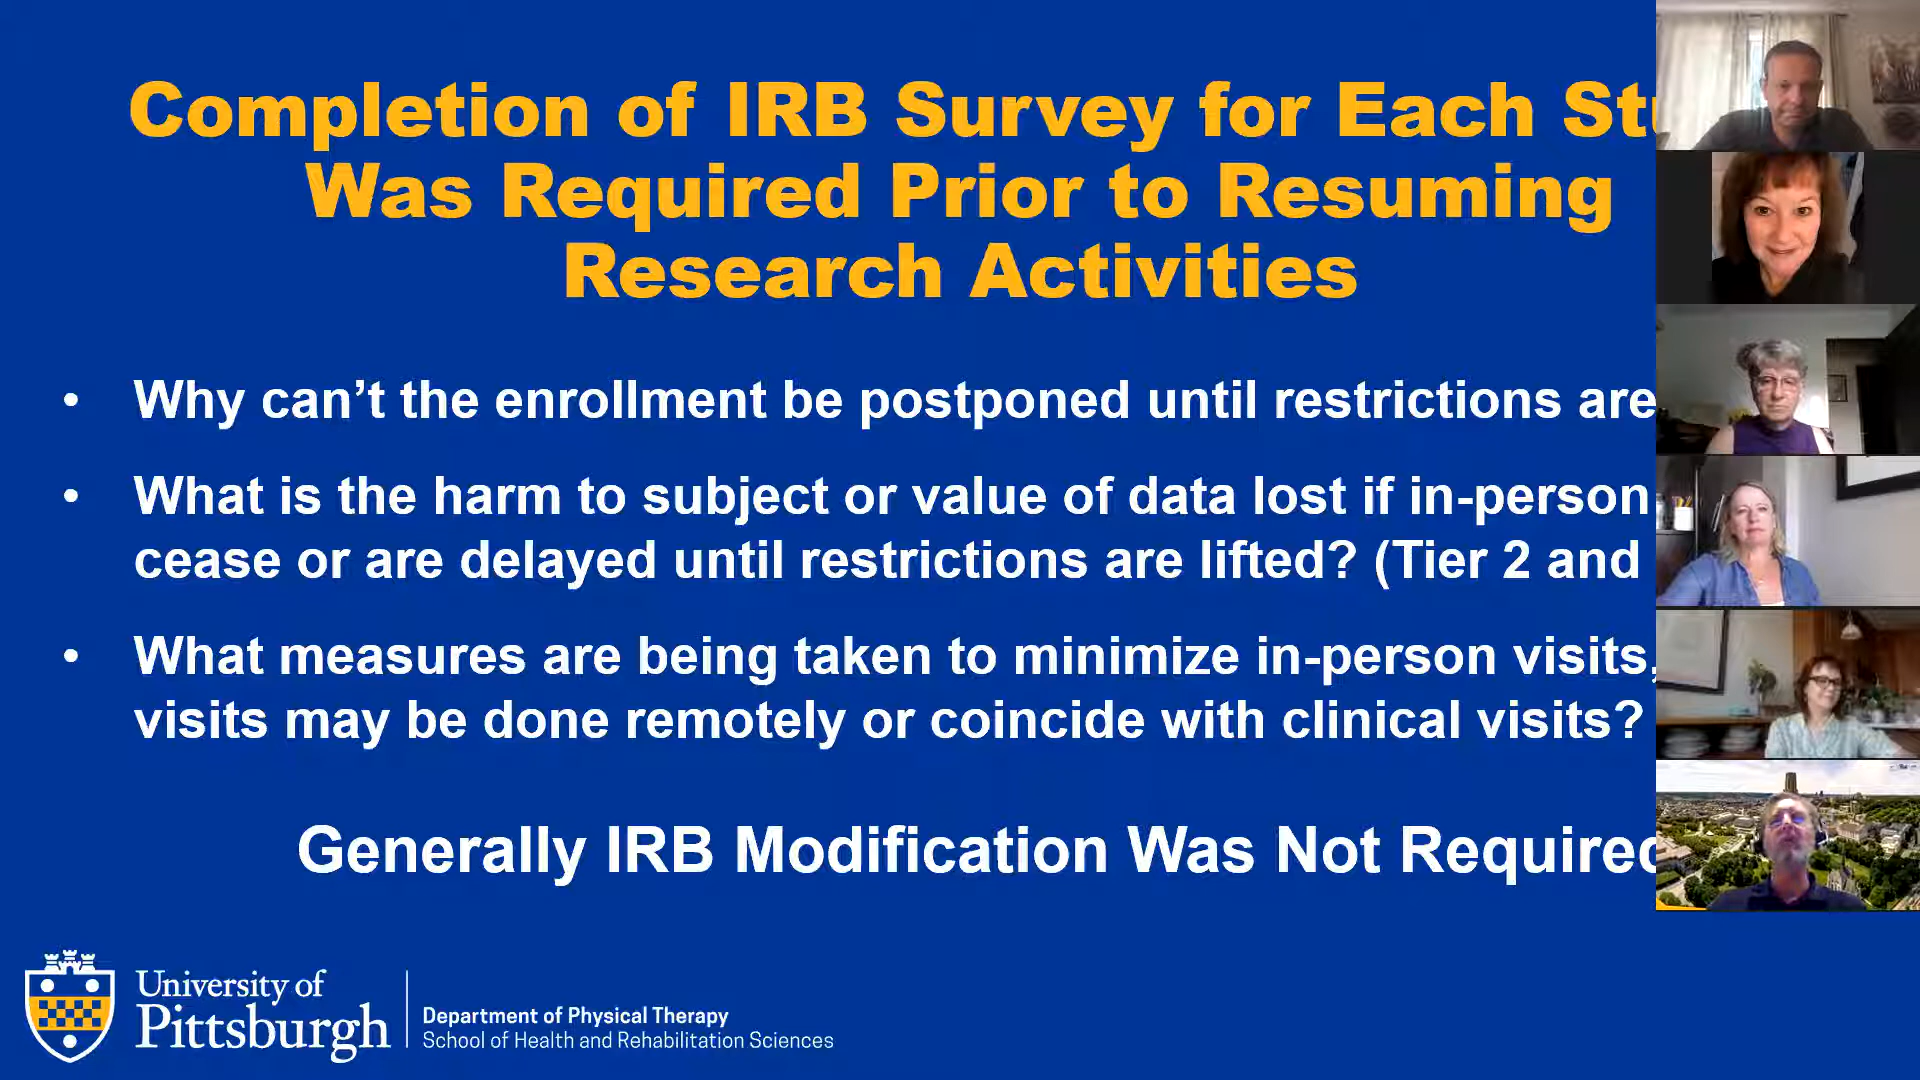 Completion of IRB Survey for Each
Was Required Prior to Resuming
Research Activities
• Why can’t the enrollment be postponed until restrictions are
• What is the harm to subject or value of data lost if in-person
cease or are delayed until restrictions are lifted? (Tier 2 and
• What measures are being taken to minimize in-person visits,
visits may be done remotely or coincide with clinical visits?
Generally IRB Modification Was Not Required
University of
Pittsburgh
Department of Physical Therapy
School of Health and Rehabilitation Sciences